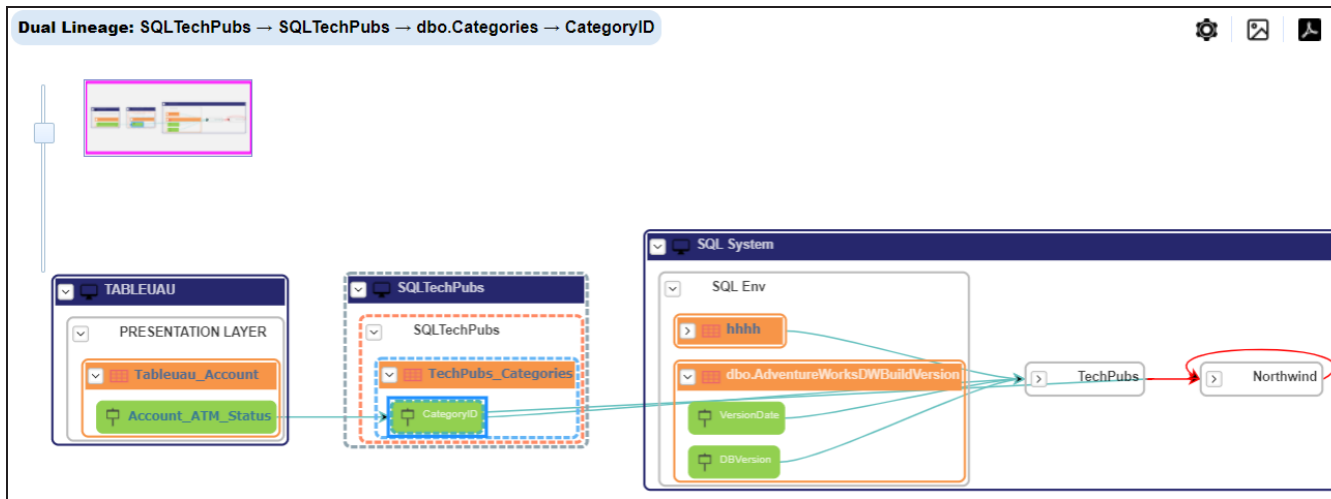 Dual Lineage: SQLTechPubs → SQLTechPubs → dbo.Categories → CategoryID
SQL System
TABLEUAU
SQLTechPubs
SQL Env
PRESENTATION LAYER
SQLTechPubs
hhhh
Tableuau_Account
TechPubs_Categories
dbo.AdventureWorksDWBuildVersion
TechPubs
Northwind
Account_ATM_Status
CategoryID
VersionDate
DBVersion